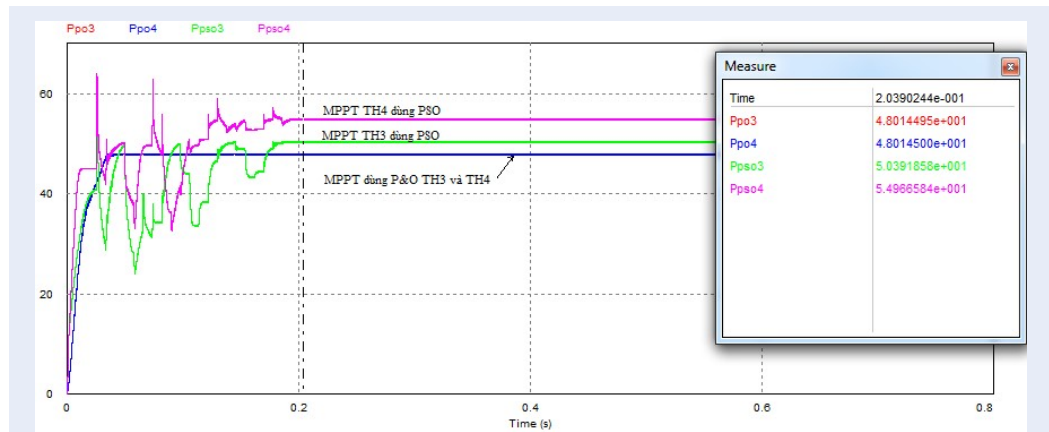 Ppo3 Ppo4 Ppso3 Ppso4
60
40
20
0
0 0.2 0.4 0.6 0.8
Time (s)
MPPT TH4 dùng PSO
MPPT TH3 dùng PSO
MPPT dùng P&O TH3 và TH4
Measure
Time 2.0390244e-001
Ppo3 4.8014495e+001
Ppo4 4.8014500e+001
Ppso3 5.0391858e+001
Ppso4 5.4966584e+001